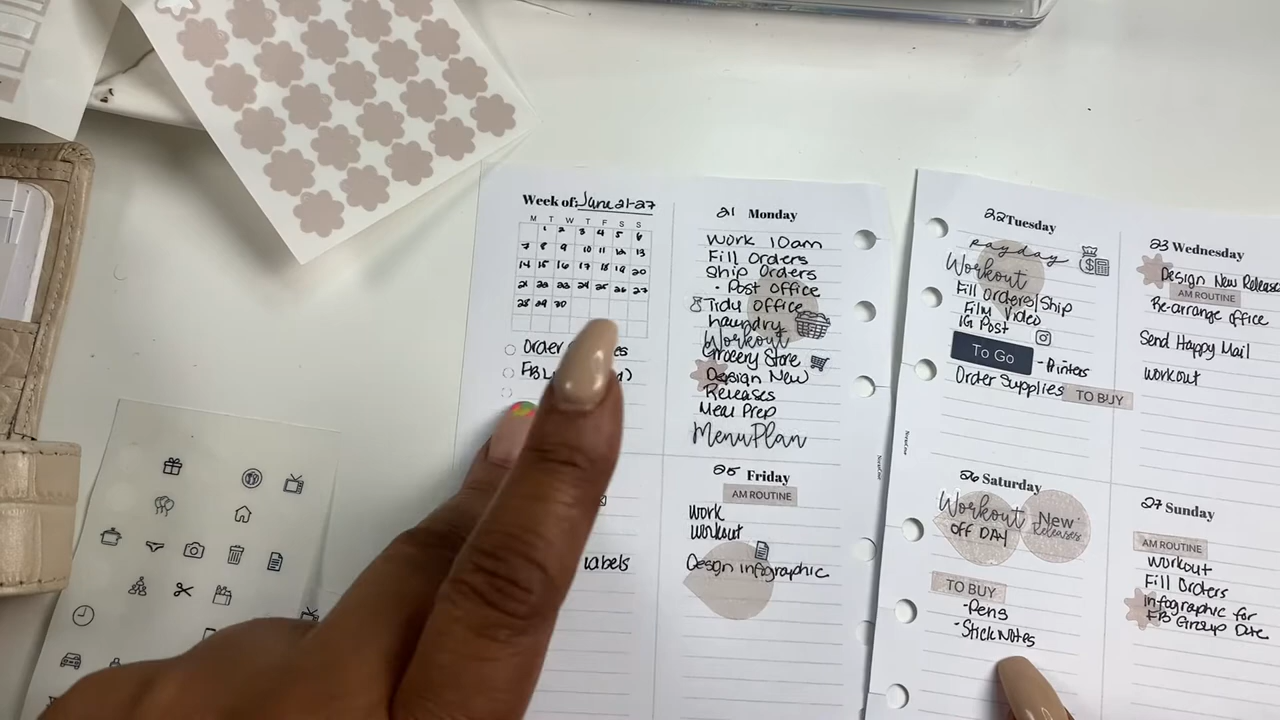 Week of: June 21-27
M T W T F S S
1 2 3 4 5 6
7 8 9 10 11 12 13
14 15 16 17 18 19 20
21 22 23 24 25 26 27
28 29 30
Order
FB
labels
21 Monday
Work 10am
Fill Orders
Ship Orders
• Post Office
Tidy Office
Laundry
Workout
Grocery Store
Design New
Releases
Meal Prep
Menu Plan
25 Friday
AM ROUTINE
Work
Workout
Design infographic
22 Tuesday
payday
Workout
Fill Orders/Ship
Film Video
IG Post
To Go
- Printers
Order Supplies
TO BUY
26 Saturday
Workout
OFF DAY
New Releases
TO BUY
- Pens
- Stick Notes
23 Wednesday
Design New Releases
AM ROUTINE
Re-arrange office
Send Happy Mail
Workout
27 Sunday
AM ROUTINE
Workout
Fill Orders
Infographic for
FB Group Date